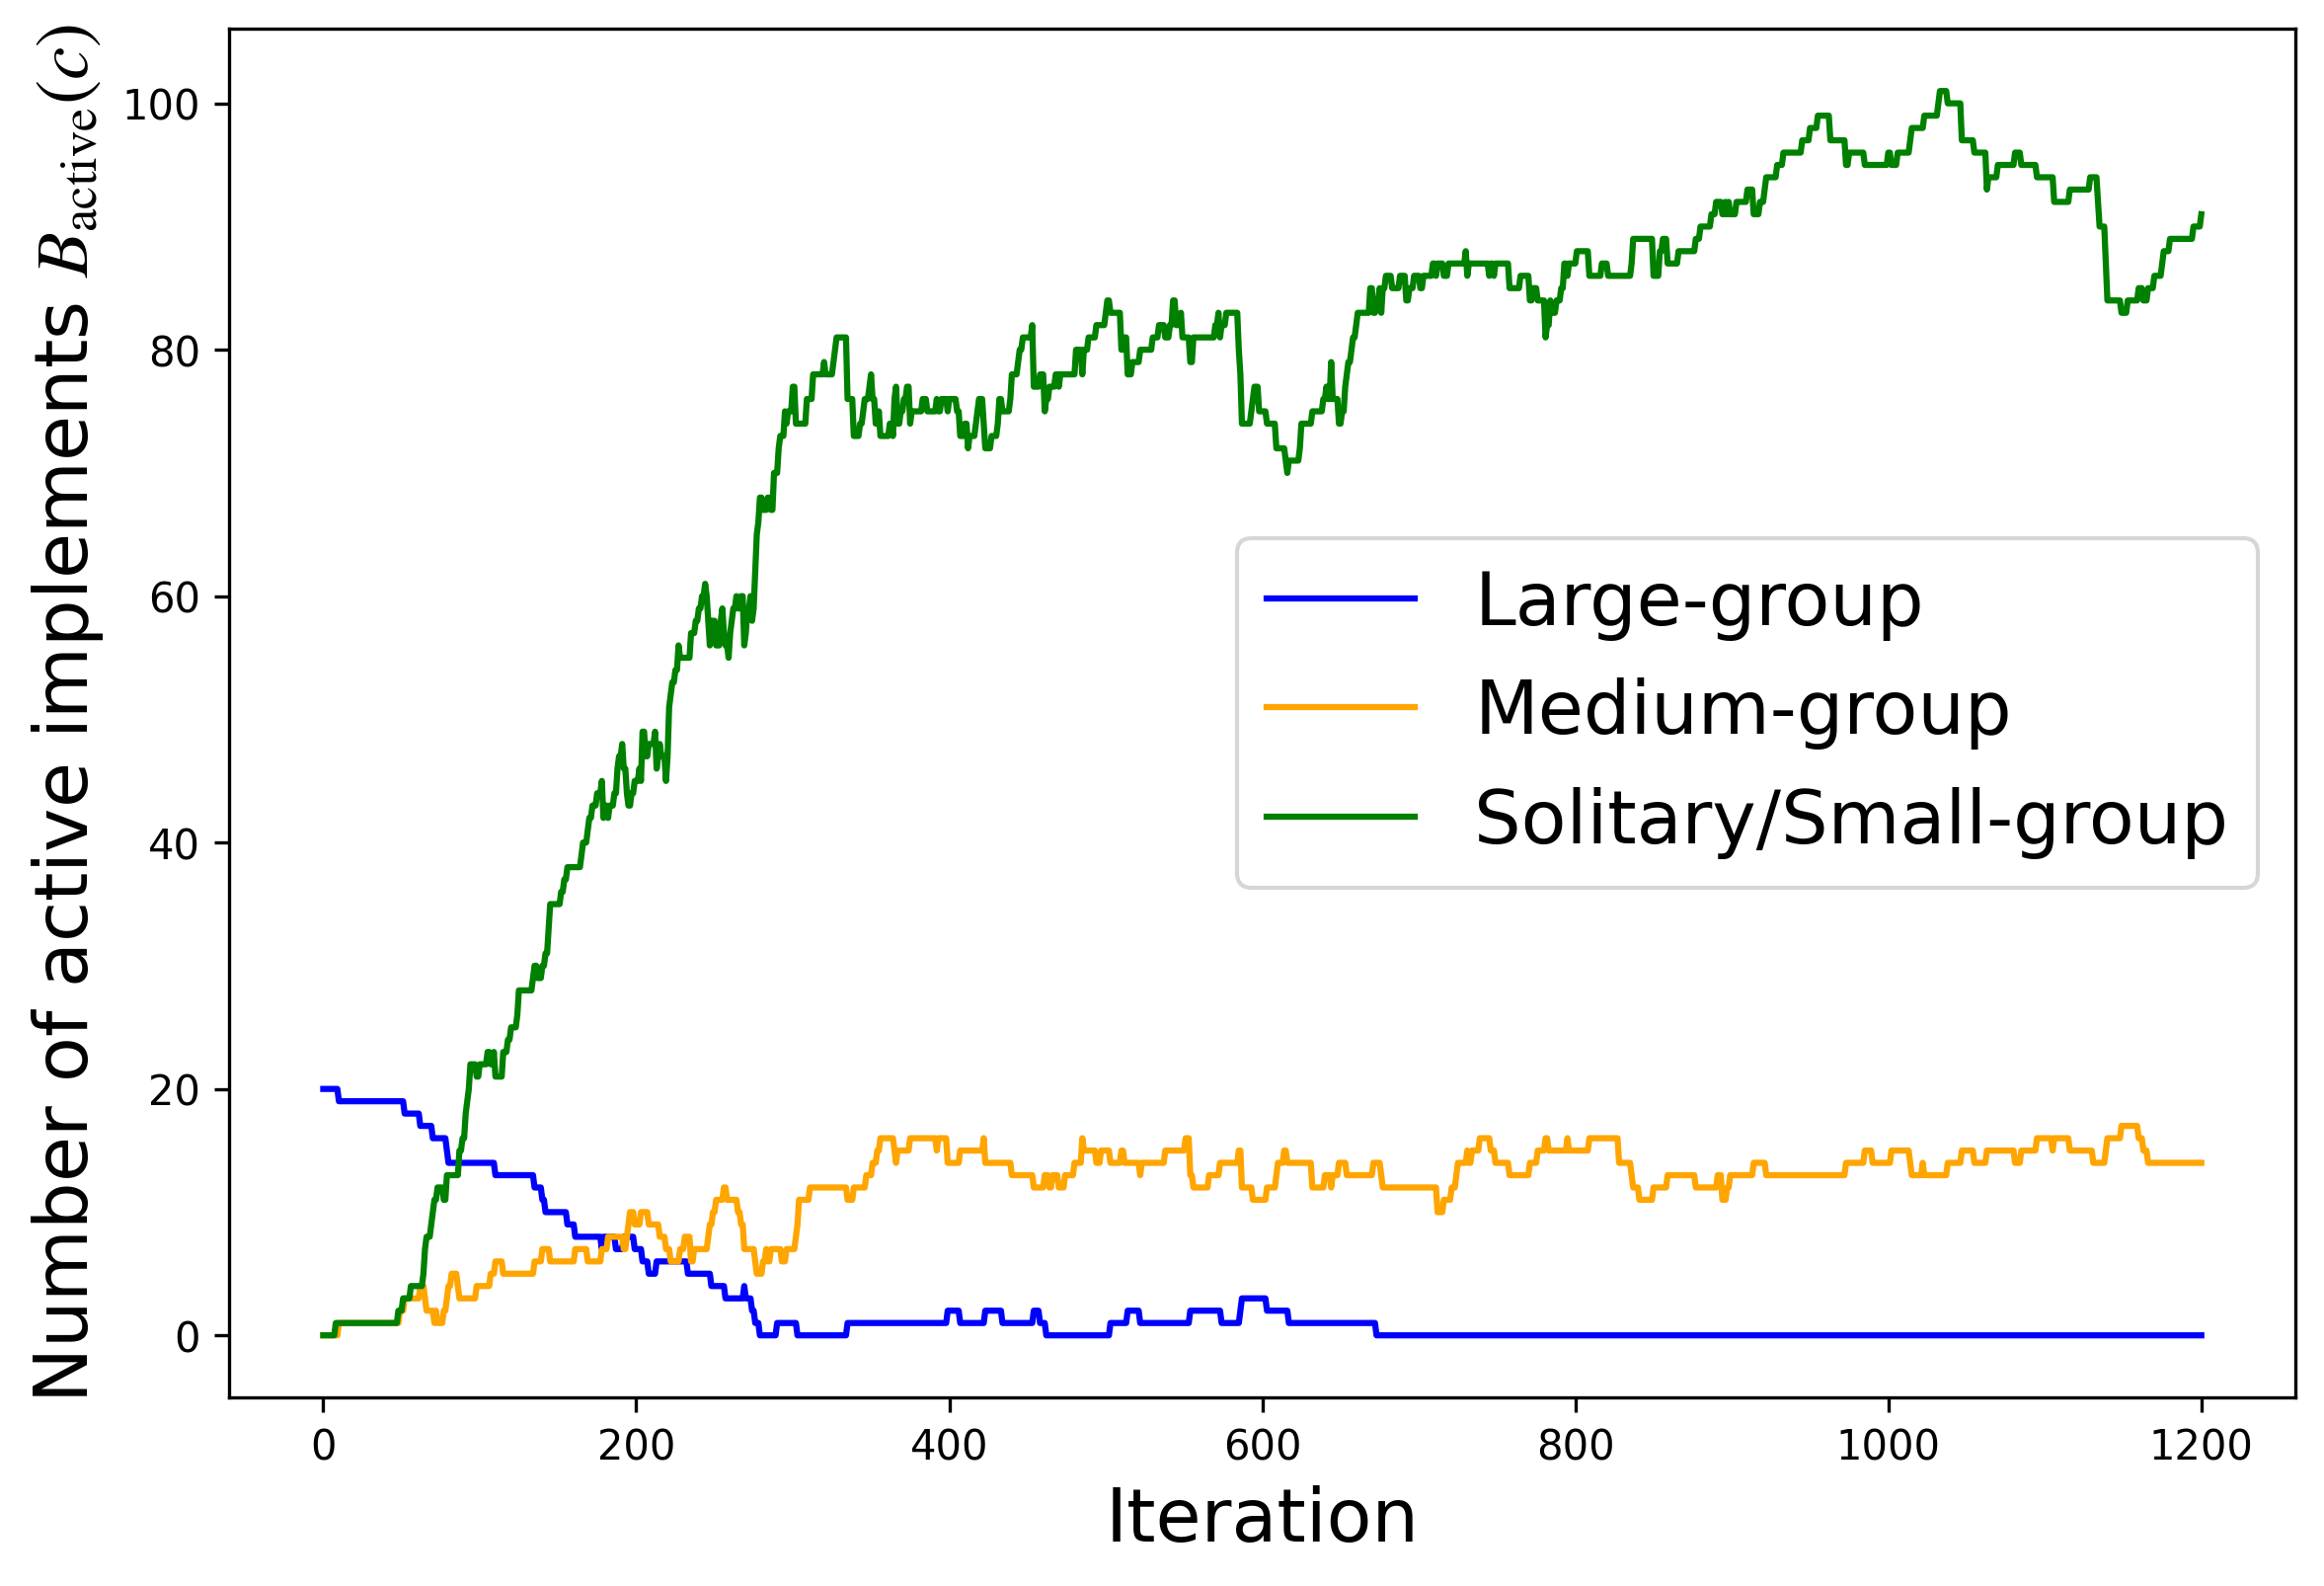 Number of active implements B_active(c)
100
80
60
40
20
0
Large-group
Medium-group
Solitary/Small-group
0 200 400 600 800 1000 1200
Iteration